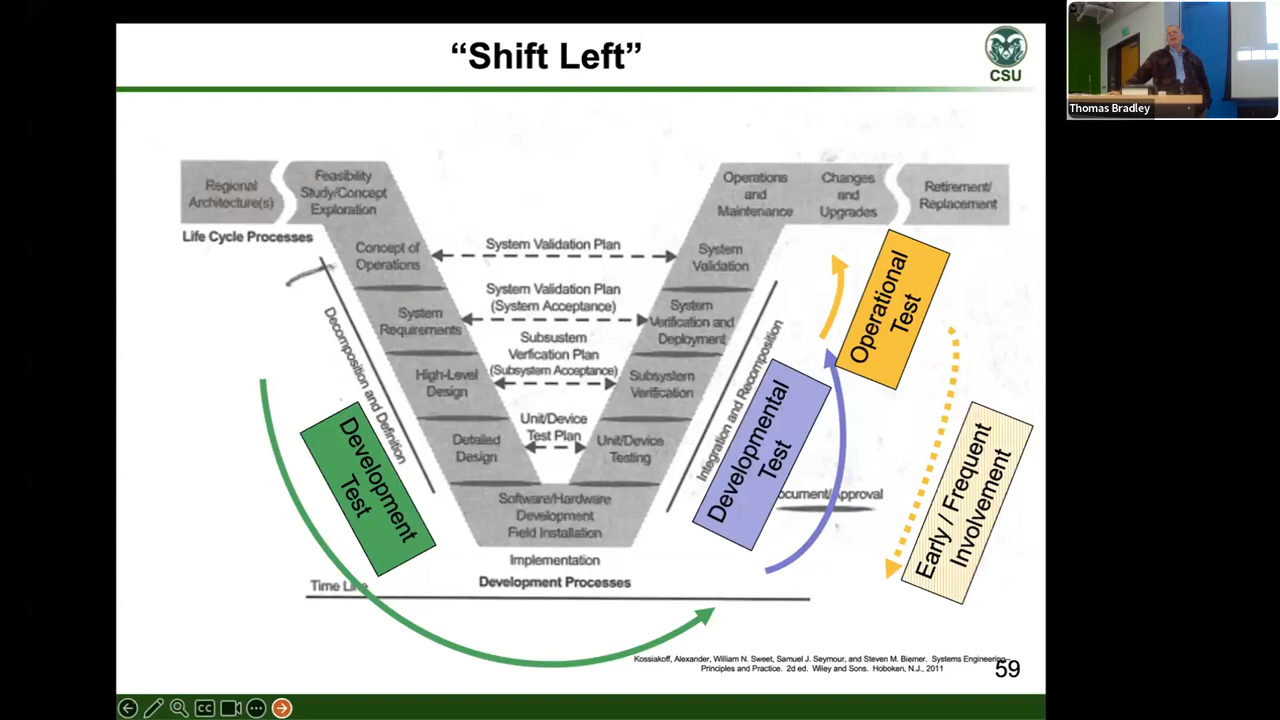 “Shift Left”
CSU
Thomas Bradley
Regional
Architecture(s)
Feasibility
Study/Concept
Exploration
Operations
and
Maintenance
Changes
and
Upgrades
Retirement/
Replacement
Life Cycle Processes
Concept of
Operations
System Validation Plan
System
Validation
System
Requirements
System Validation Plan
(System Acceptance)
System
Verification and
Deployment
High-Level
Design
Subsustem
Verfication Plan
(Subsystem Acceptance)
Subsystem
Verification
Detailed
Design
Unit/Device
Test Plan
Unit/Device
Testing
Software/Hardware
Development
Field Installation
Decomposition and Definition
Integration and Recomposition
Development
Test
Developmental
Test
Operational
Test
Early / Frequent
Involvement
ocument/Approval
Implementation
Development Processes
Time Line
Kossiakoff, Alexander, William N. Sweet, Samuel J. Seymour, and Steven M. Biemer. Systems Engineering--
Principles and Practice. 2d ed. Wiley and Sons. Hoboken, N.J., 2011
59
CC